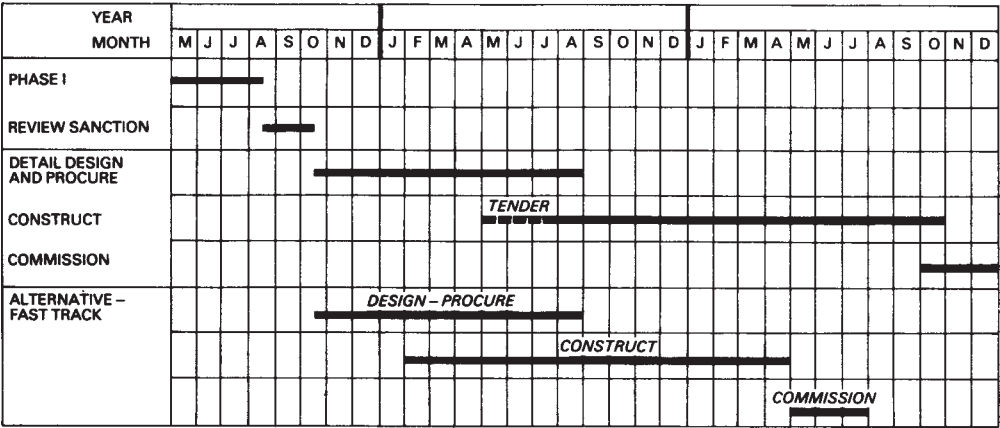 YEAR
MONTH M J J A S O N D J F M A M J J A S O N D J F M A M J J A S O N D
PHASE I
REVIEW SANCTION
DETAIL DESIGN
AND PROCURE
TENDER
CONSTRUCT
COMMISSION
ALTERNATIVE –
FAST TRACK
DESIGN – PROCURE
CONSTRUCT
COMMISSION